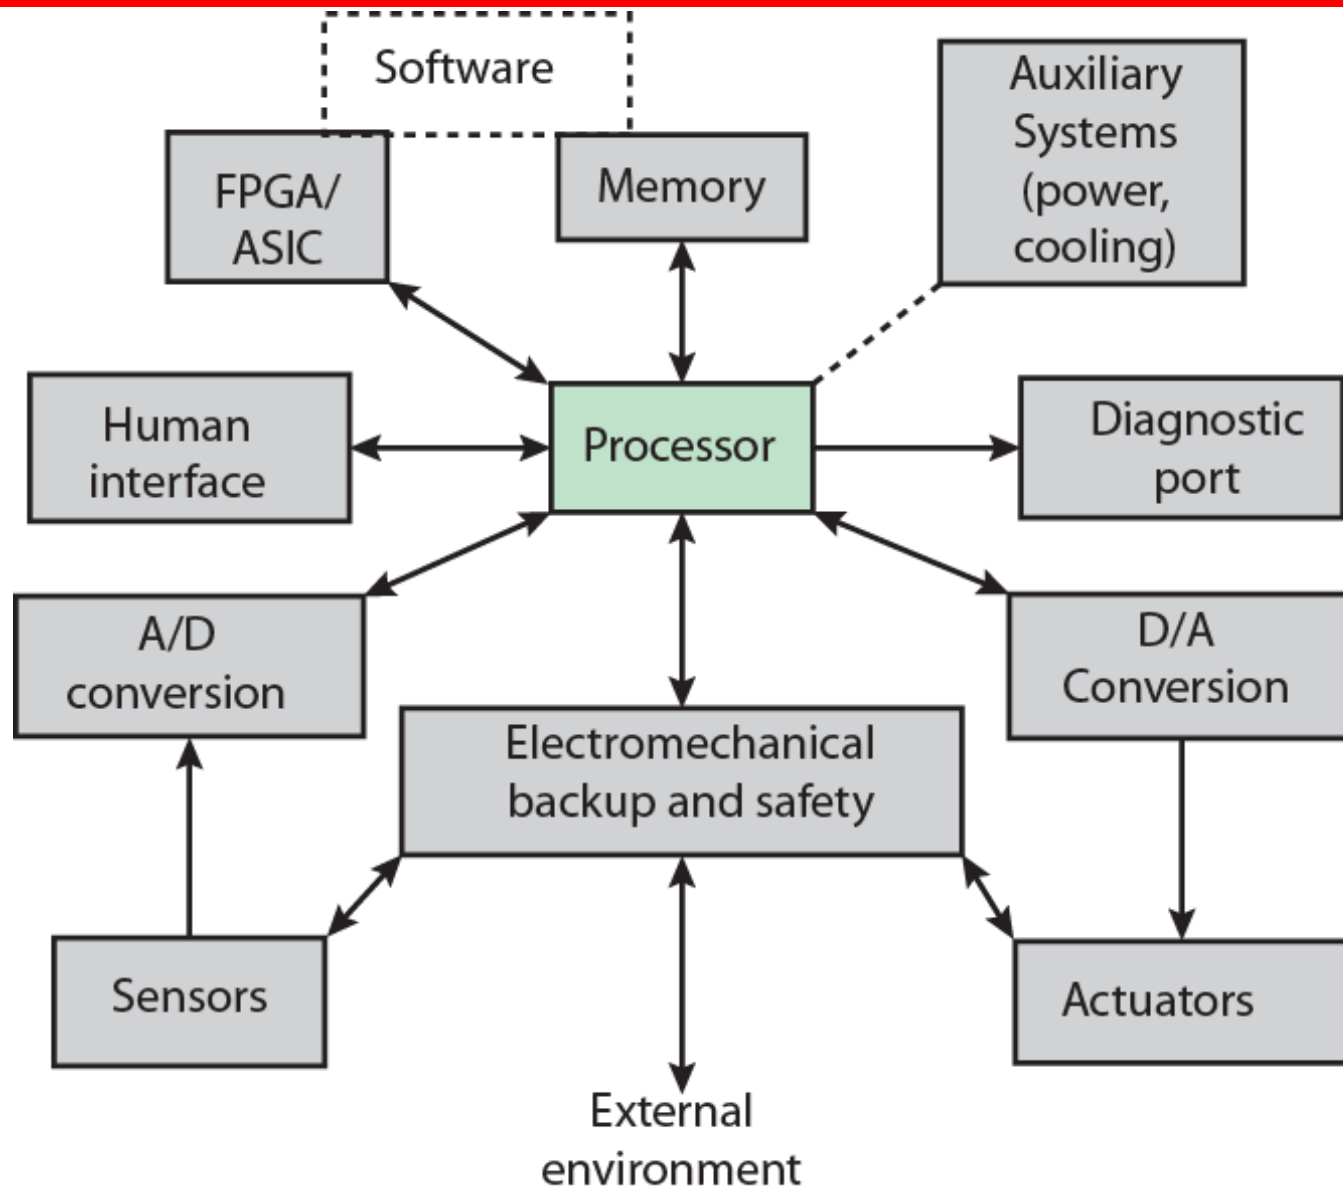 Software
Auxiliary
Systems
(power,
cooling)
FPGA/
ASIC
Memory
Human
interface
Processor
Diagnostic
port
A/D
conversion
D/A
Conversion
Electromechanical
backup and safety
Sensors
Actuators
External
environment